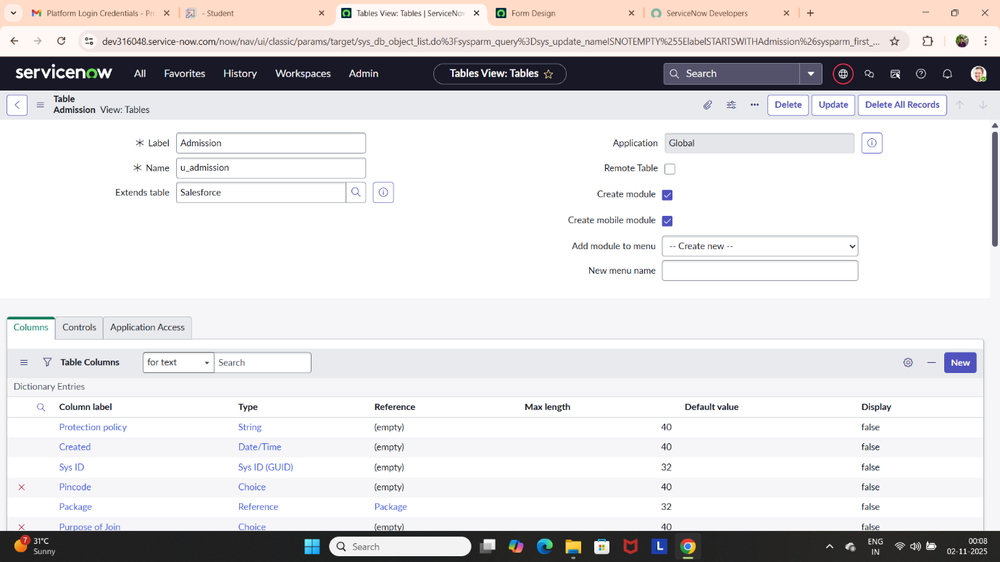 Platform Login Credentials - Pro
- Student
Tables View: Tables | ServiceNow
Form Design
ServiceNow Developers
dev316048.service-now.com/now/nav/ui/classic/params/target/sys_db_object_list.do%3Fsysparm_query%3Dsys_update_nameISNOTEMPTY%255ElabelSTARTSWITHAdmission%26sysparm_first_...
servicenow
All
Favorites
History
Workspaces
Admin
Tables View: Tables
Search
Table
Admission View: Tables
Delete
Update
Delete All Records
Label
Admission
Application
Global
Name
u_admission
Remote Table
Extends table
Salesforce
Create module
Create mobile module
Add module to menu
-- Create new --
New menu name
Columns
Controls
Application Access
Table Columns
for text
Search
New
Dictionary Entries
Column label Type Reference Max length Default value Display
Protection policy String (empty) 40 false
Created Date/Time (empty) 40 false
Sys ID Sys ID (GUID) (empty) 32 false
Pincode Choice (empty) 40 false
Package Reference Package 32 false
Purpose of Join Choice (empty) 40 false
7
31°C
Sunny
Search
L
ENG
IN
00:08
02-11-2025